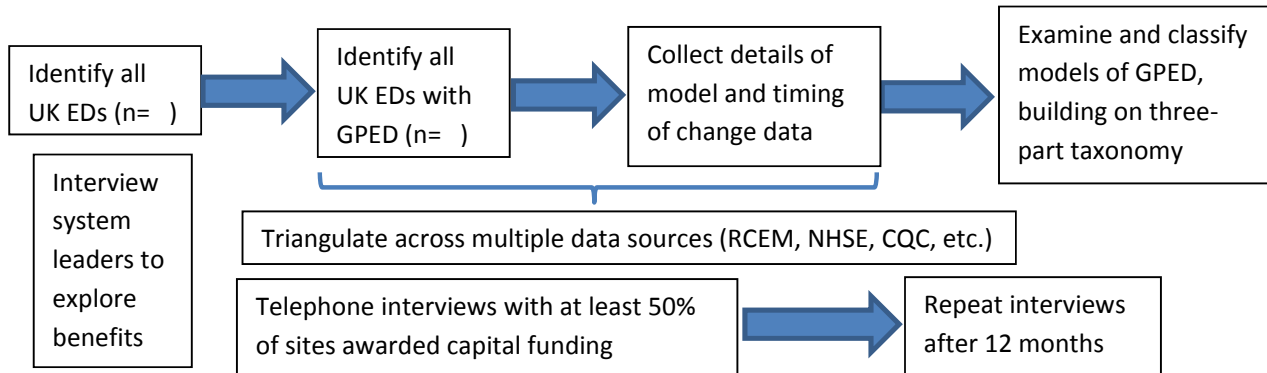 Identify all
UK EDs (n=   )
Identify all
UK EDs with
GPED (n=   )
Collect details of
model and timing
of change data
Examine and classify
models of GPED,
building on three-
part taxonomy
Interview
system
leaders to
explore
benefits
Triangulate across multiple data sources (RCEM, NHSE, CQC, etc.)
Telephone interviews with at least 50%
of sites awarded capital funding
Repeat interviews
after 12 months